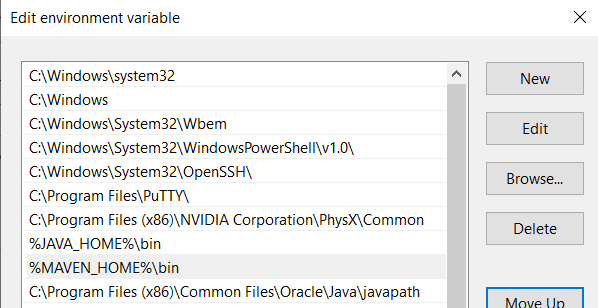 Edit environment variable
C:\Windows\system32
C:\Windows
C:\Windows\System32\Wbem
C:\Windows\System32\WindowsPowerShell\v1.0\
C:\Windows\System32\OpenSSH\
C:\Program Files\PuTTY\
C:\Program Files (x86)\NVIDIA Corporation\PhysX\Common
%JAVA_HOME%\bin
%MAVEN_HOME%\bin
C:\Program Files (x86)\Common Files\Oracle\Java\javapath
New
Edit
Browse...
Delete
Move Up